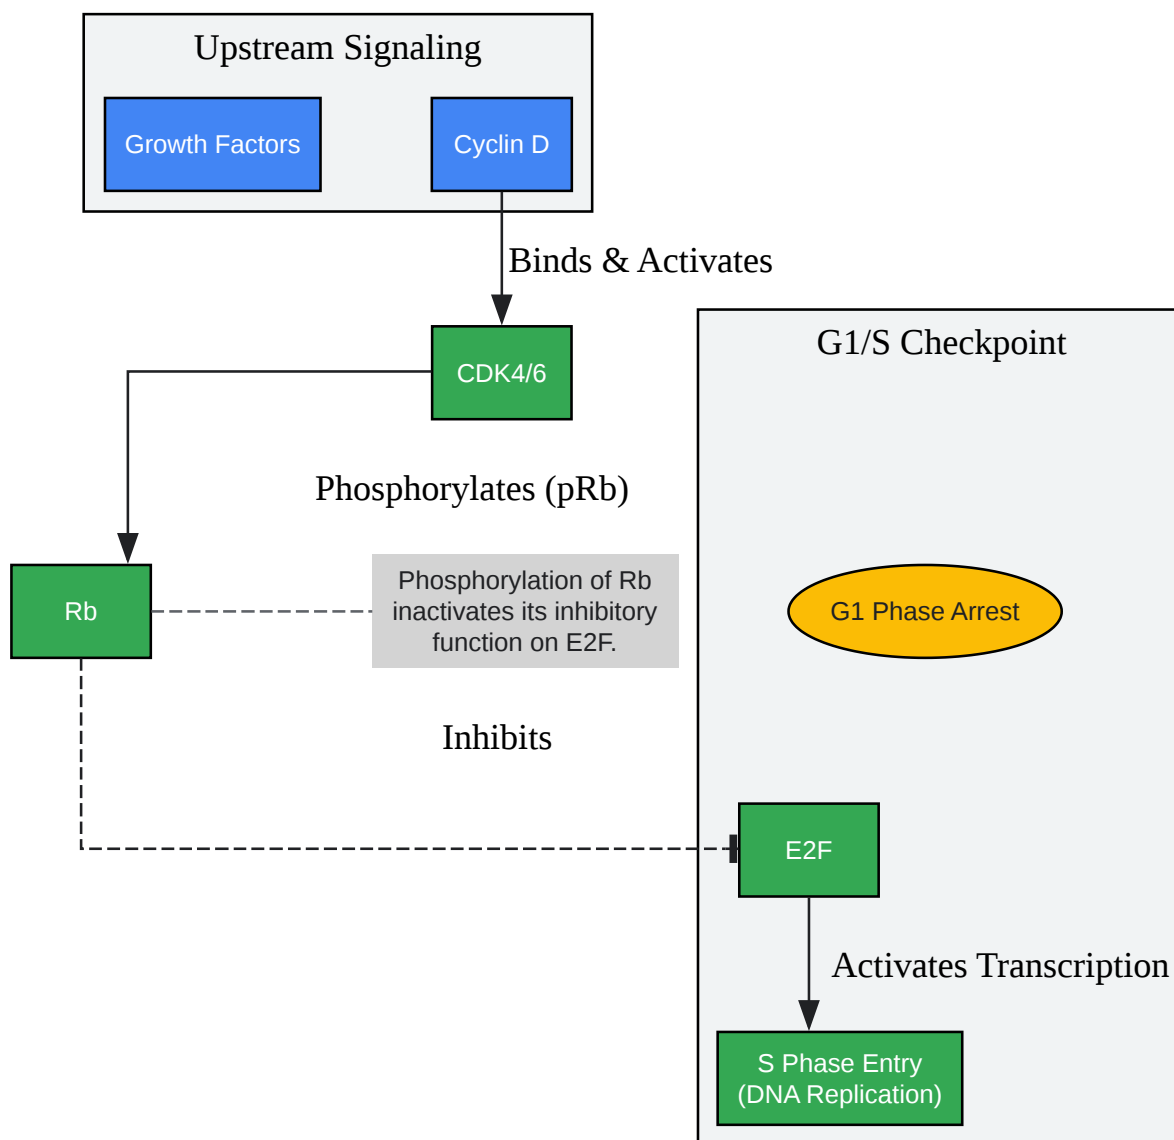 Upstream Signaling
Growth Factors
Cyclin D
Binds & Activates
G1/S Checkpoint
CDK4/6
Phosphorylates (pRb)
Rb
Phosphorylation of Rb
inactivates its inhibitory
function on E2F.
G1 Phase Arrest
Inhibits
E2F
Activates Transcription
S Phase Entry
(DNA Replication)